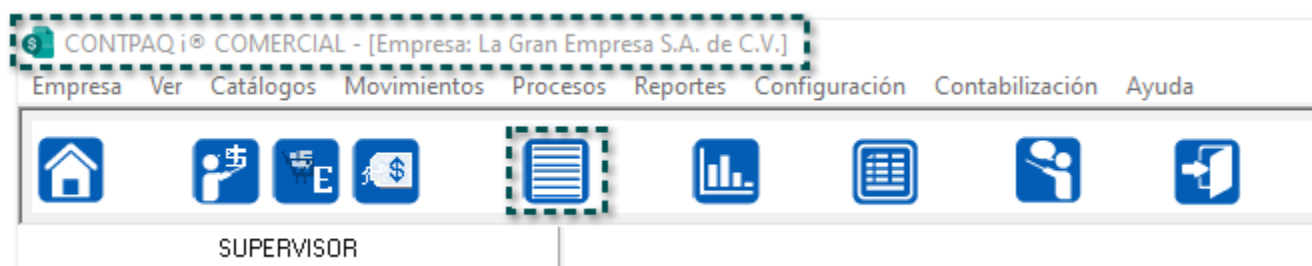 CONTPAQ i® COMERCIAL - [Empresa: La Gran Empresa S.A. de C.V.]
Empresa Ver Catálogos Movimientos Procesos Reportes Configuración Contabilización Ayuda
$ E $
SUPERVISOR